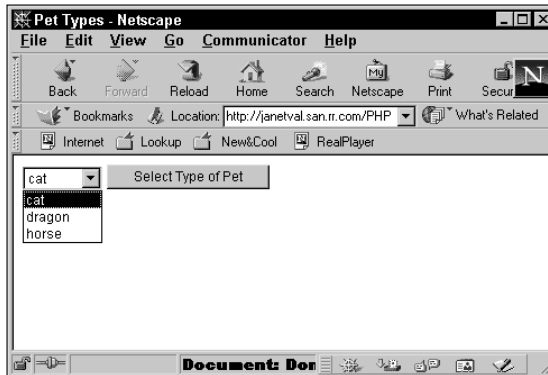 Pet Types - Netscape
File Edit View Go Communicator Help
Back Forward Reload Home Search Netscape Print Secur
My
N
Bookmarks Location: http://janetval.san.rr.com/PHP What's Related
Internet Lookup New&Cool RealPlayer
cat Select Type of Pet
cat
dragon
horse
Document: Don